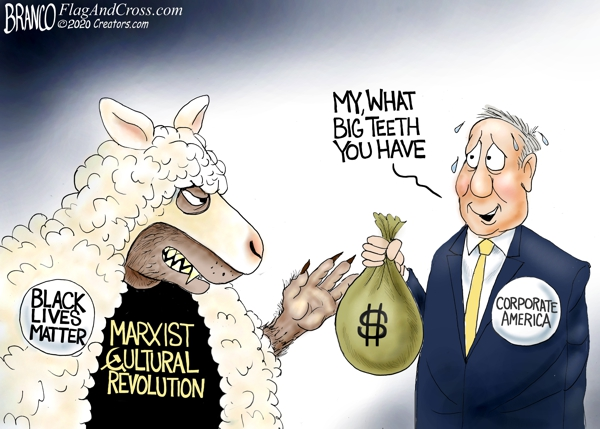 BRANCO FlagAndCross.com
©2020 Creators.com
MY, WHAT
BIG TEETH
YOU HAVE
BLACK
LIVES
MATTER
MARXIST
CULTURAL
REVOLUTION
CORPORATE
AMERICA
$